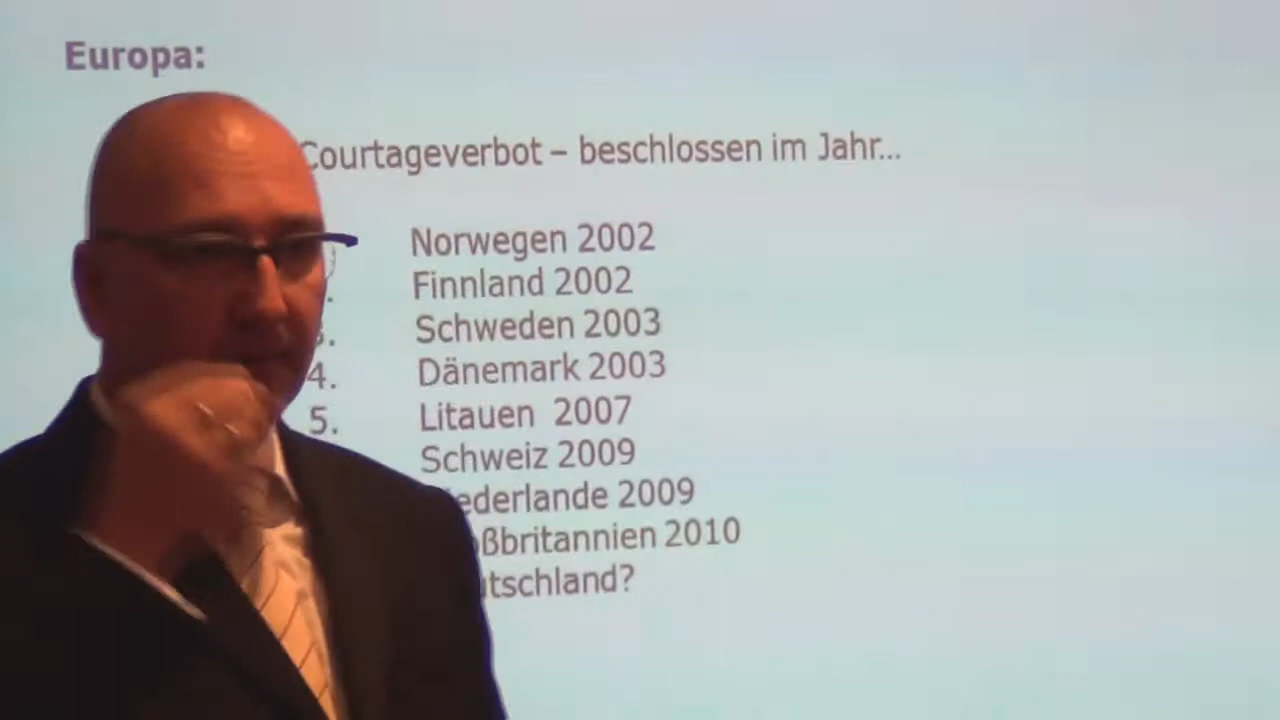 Europa:
Courtageverbot – beschlossen im Jahr...
Norwegen 2002
Finnland 2002
3. Schweden 2003
4. Dänemark 2003
5. Litauen 2007
Schweiz 2009
ederlande 2009
ßbritannien 2010
tschland?